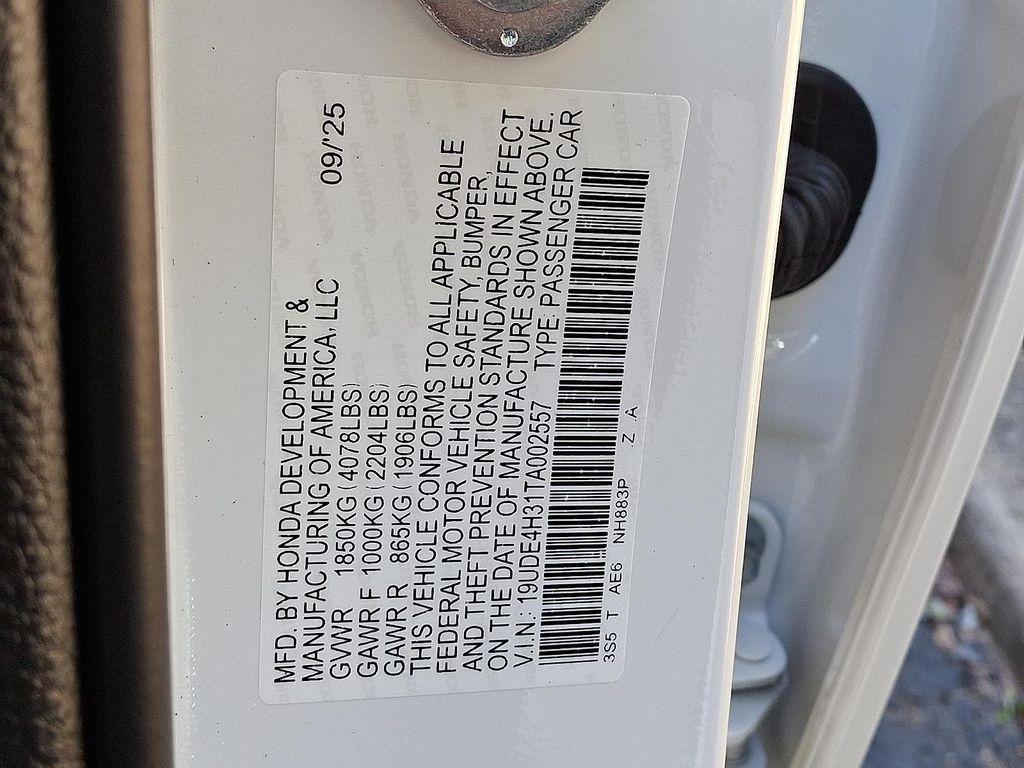 MFD. BY HONDA DEVELOPMENT &
MANUFACTURING OF AMERICA, LLC 09/'25
GVWR 1850KG (4078LBS)
GAWR F 1000KG (2204LBS)
GAWR R 865KG (1906LBS)
THIS VEHICLE CONFORMS TO ALL APPLICABLE
FEDERAL MOTOR VEHICLE SAFETY, BUMPER,
AND THEFT PREVENTION STANDARDS IN EFFECT
ON THE DATE OF MANUFACTURE SHOWN ABOVE.
V.I.N. 19UDE4H31TA002557 TYPE: PASSENGER CAR
3S5 T AE6 NH883P Z A